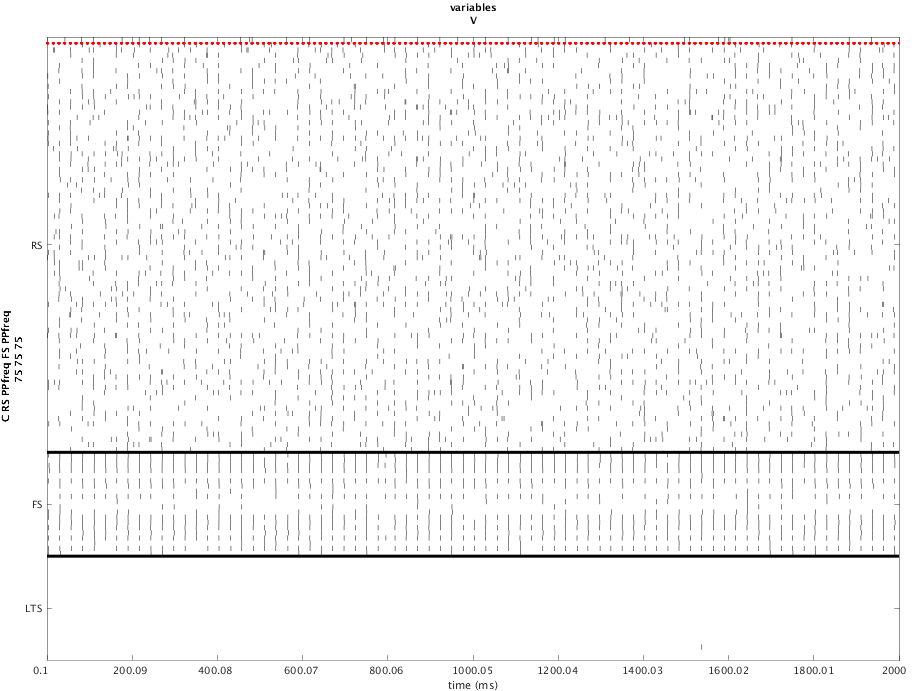 variables
V
RS
FS
LTS
C RS PPfreq FS PPfreq
75 75 75
0.1 200.09 400.08 600.07 800.06 1000.05 1200.04 1400.03 1600.02 1800.01 2000
time (ms)